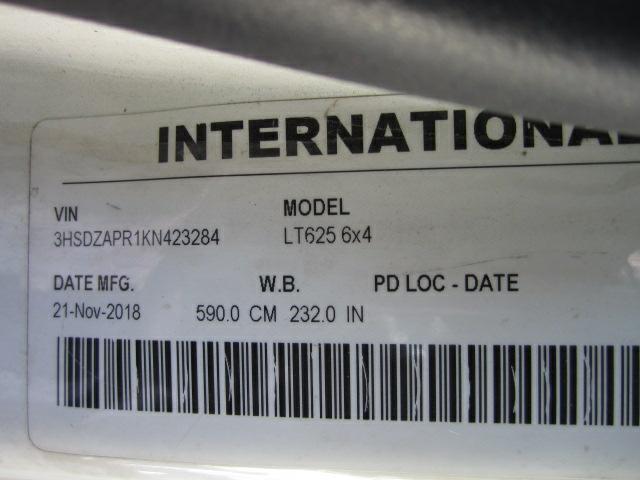 INTERNATIONAL
VIN MODEL
3HSDZAPR1KN423284 LT625 6x4
DATE MFG. W.B. PD LOC - DATE
21-Nov-2018 590.0 CM 232.0 IN